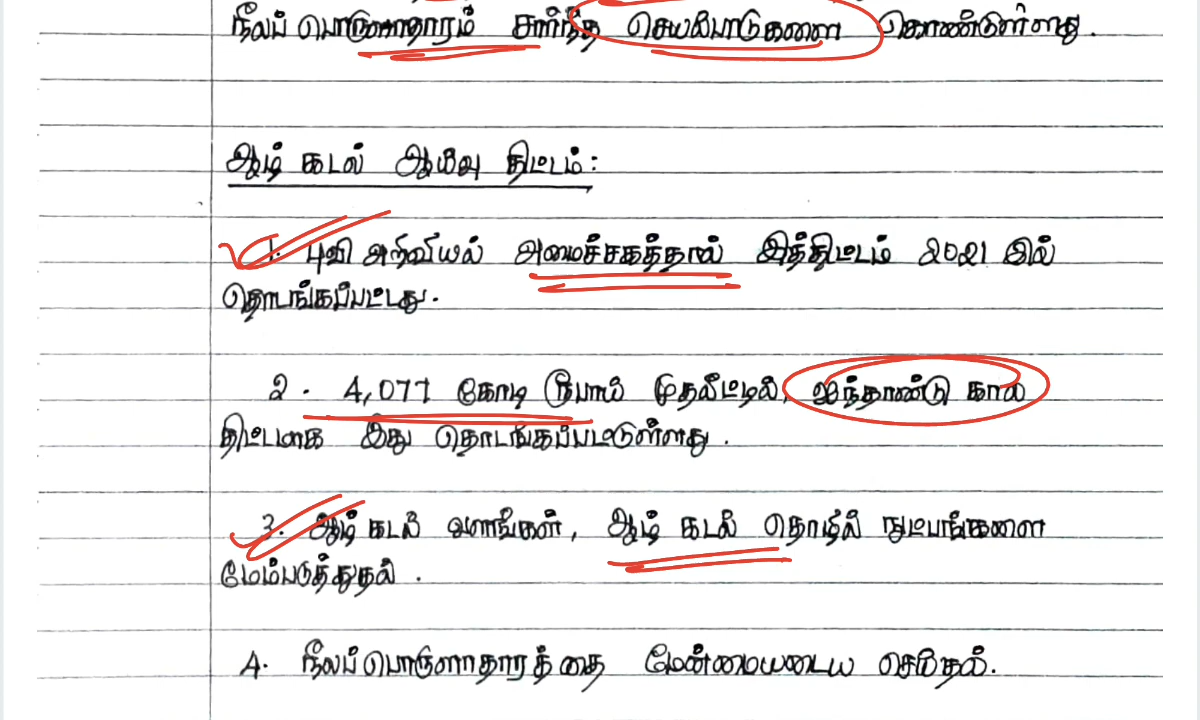 நீலப் பொருளாதாரம் சார்ந்த செயல்பாடுகளை கொண்டுள்ளது.
ஆழ் கடல் ஆய்வு திட்டம்:
1. புவி அறிவியல் அமைச்சகத்தால் இத்திட்டம் 2021 இல்
தொடங்கப்பட்டது.
2. 4,077 கோடி ரூபாய் முதலீட்டில், ஐந்தாண்டு கால
திட்டமாக இது தொடங்கப்பட்டுள்ளது.
3. ஆழ் கடல் வளங்கள், ஆழ் கடல் தொழில் நுட்பங்களை
மேம்படுத்துதல்.
4. நீலப் பொருளாதாரத்தை மேன்மையடைய செய்தல்.